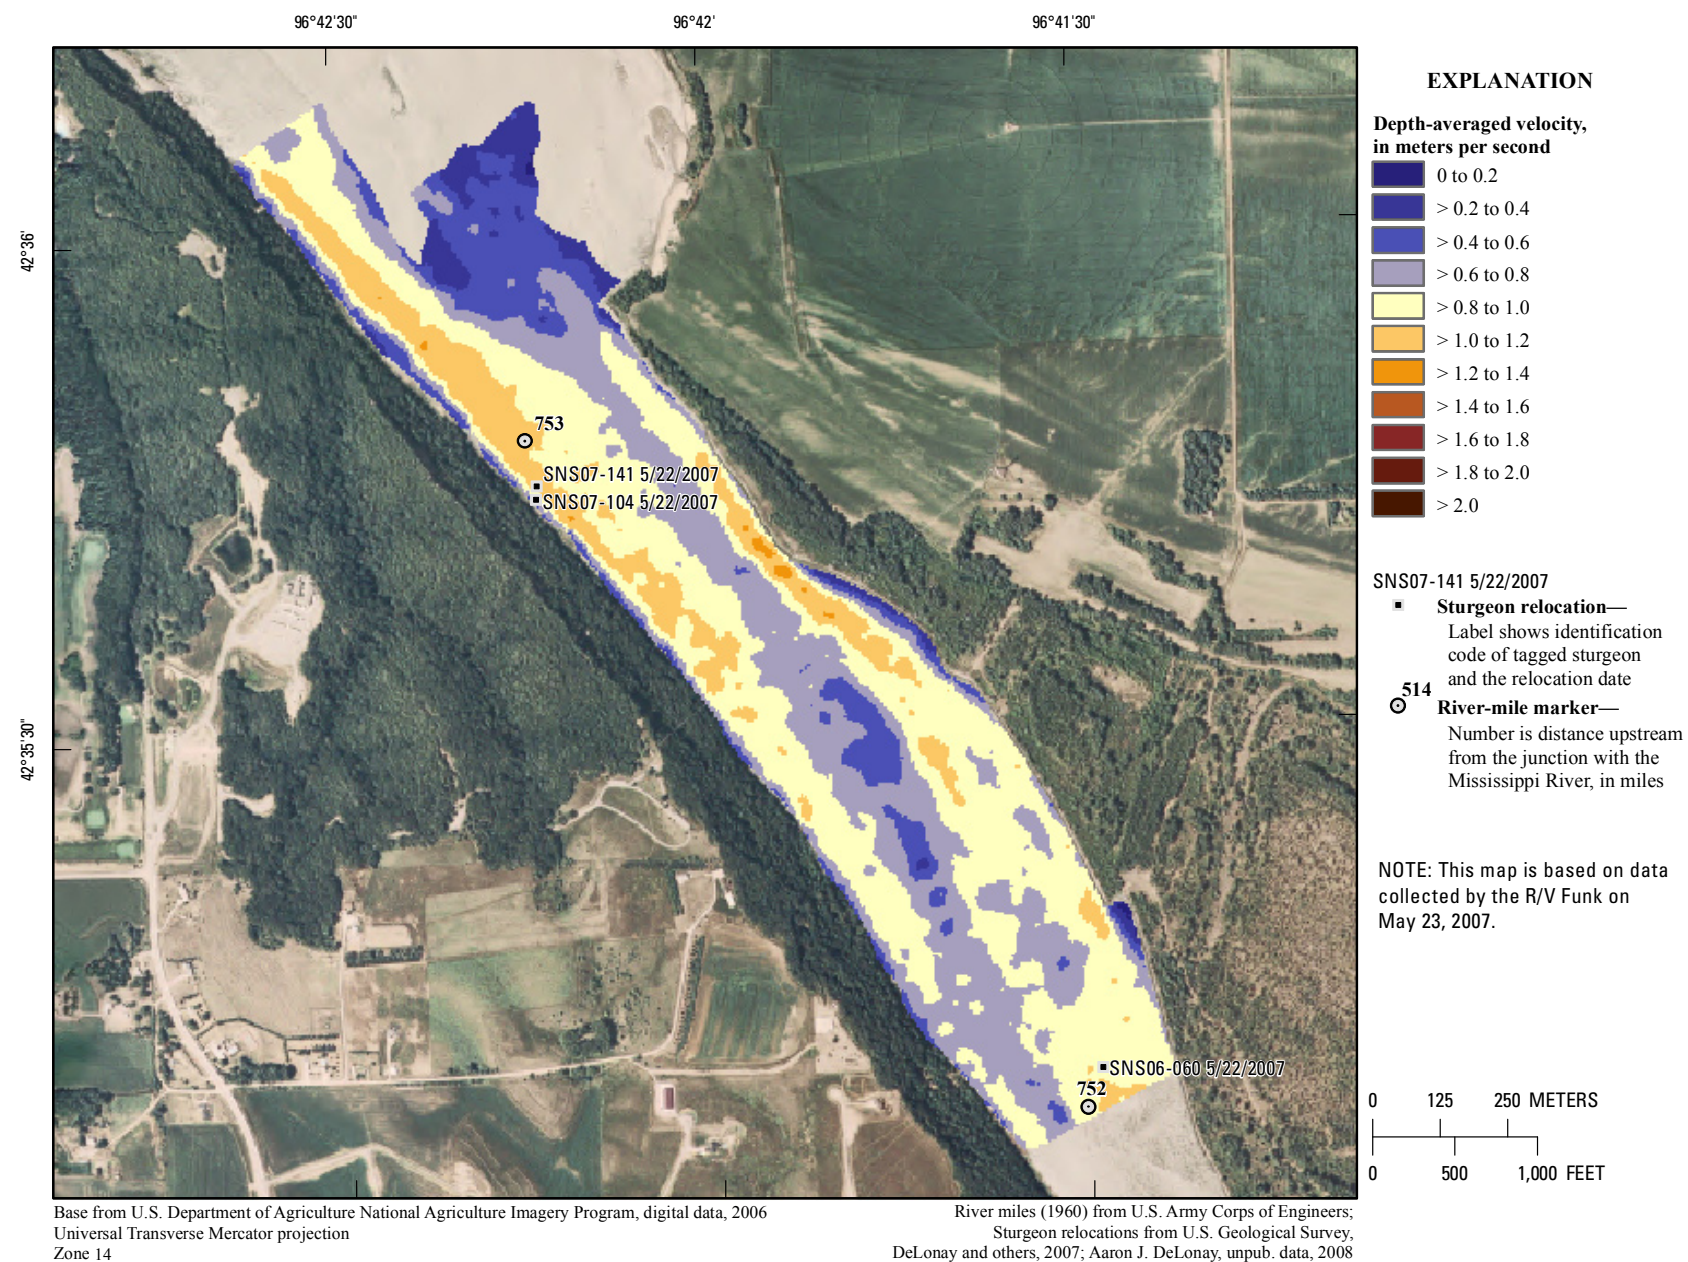 96°42'30"
96°42'
96°41'30"
42°36'
42°35'30"
753
SNS07-141 5/22/2007
SNS07-104 5/22/2007
SNS06-060 5/22/2007
752
EXPLANATION
Depth-averaged velocity,
in meters per second
0 to 0.2
> 0.2 to 0.4
> 0.4 to 0.6
> 0.6 to 0.8
> 0.8 to 1.0
> 1.0 to 1.2
> 1.2 to 1.4
> 1.4 to 1.6
> 1.6 to 1.8
> 1.8 to 2.0
> 2.0
SNS07-141 5/22/2007
Sturgeon relocation—
Label shows identification
code of tagged sturgeon
and the relocation date
514
River-mile marker—
Number is distance upstream
from the junction with the
Mississippi River, in miles
NOTE: This map is based on data
collected by the R/V Funk on
May 23, 2007.
0 125 250 METERS
0 500 1,000 FEET
Base from U.S. Department of Agriculture National Agriculture Imagery Program, digital data, 2006
Universal Transverse Mercator projection
Zone 14
River miles (1960) from U.S. Army Corps of Engineers;
Sturgeon relocations from U.S. Geological Survey,
DeLonay and others, 2007; Aaron J. DeLonay, unpub. data, 2008